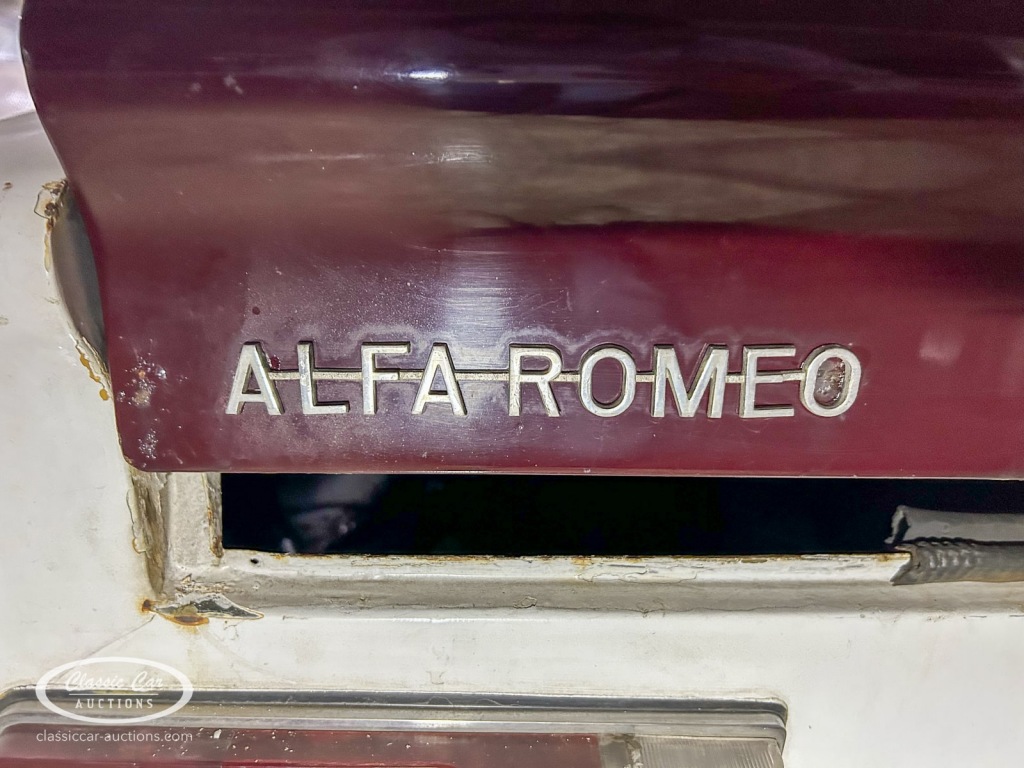 ALFA ROMEO
Classic Car
AUCTIONS
classiccar-auctions.com